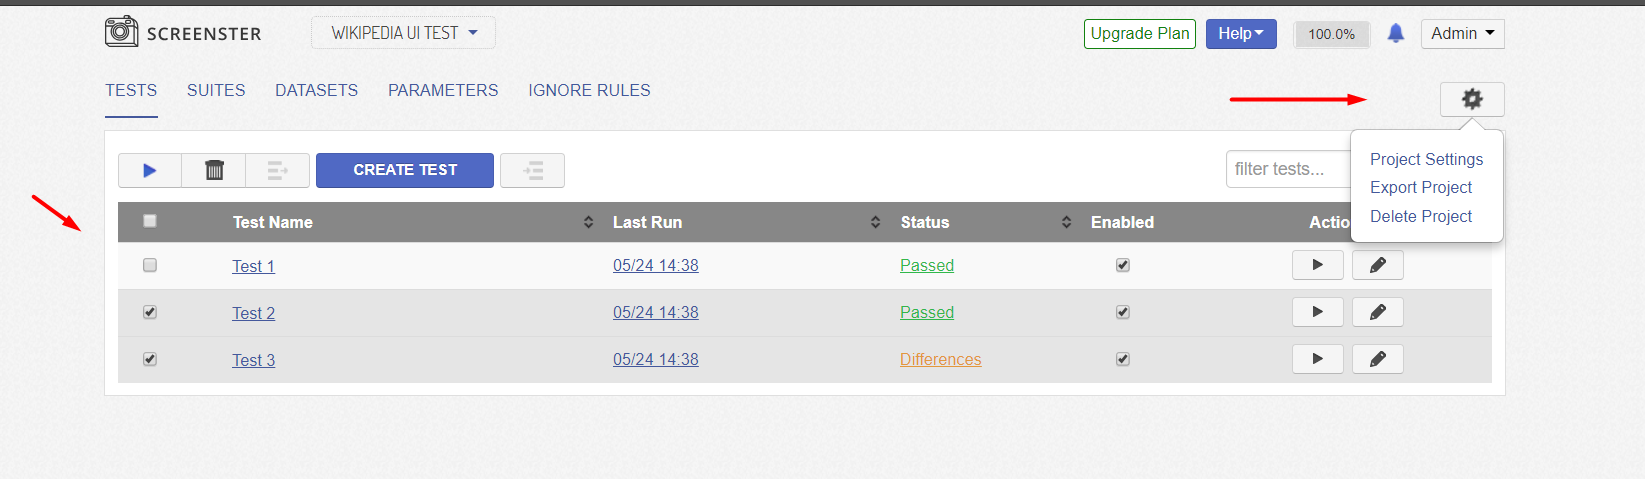 SCREENSTER
WIKIPEDIA UI TEST
Upgrade Plan
Help
100.0%
Admin
TESTS SUITES DATASETS PARAMETERS IGNORE RULES
CREATE TEST
filter tests...
Project Settings
Export Project
Delete Project
Test Name Last Run Status Enabled Actio
Test 1 05/24 14:38 Passed
Test 2 05/24 14:38 Passed
Test 3 05/24 14:38 Differences